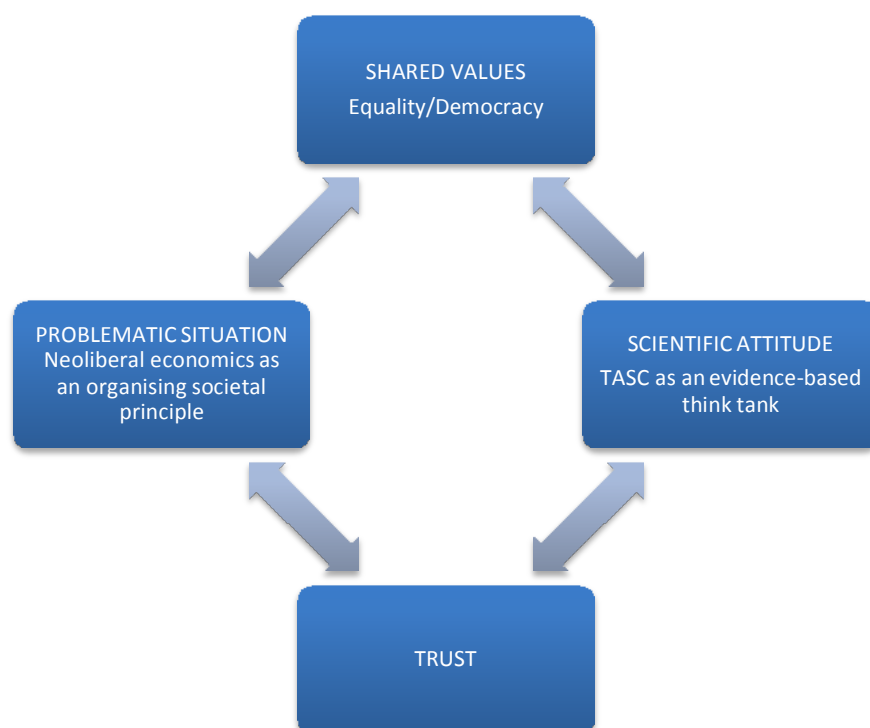 SHARED VALUES
Equality/Democracy
PROBLEMATIC SITUATION
Neoliberal economics as
an organising societal
principle
SCIENTIFIC ATTITUDE
TASC as an evidence-based
think tank
TRUST